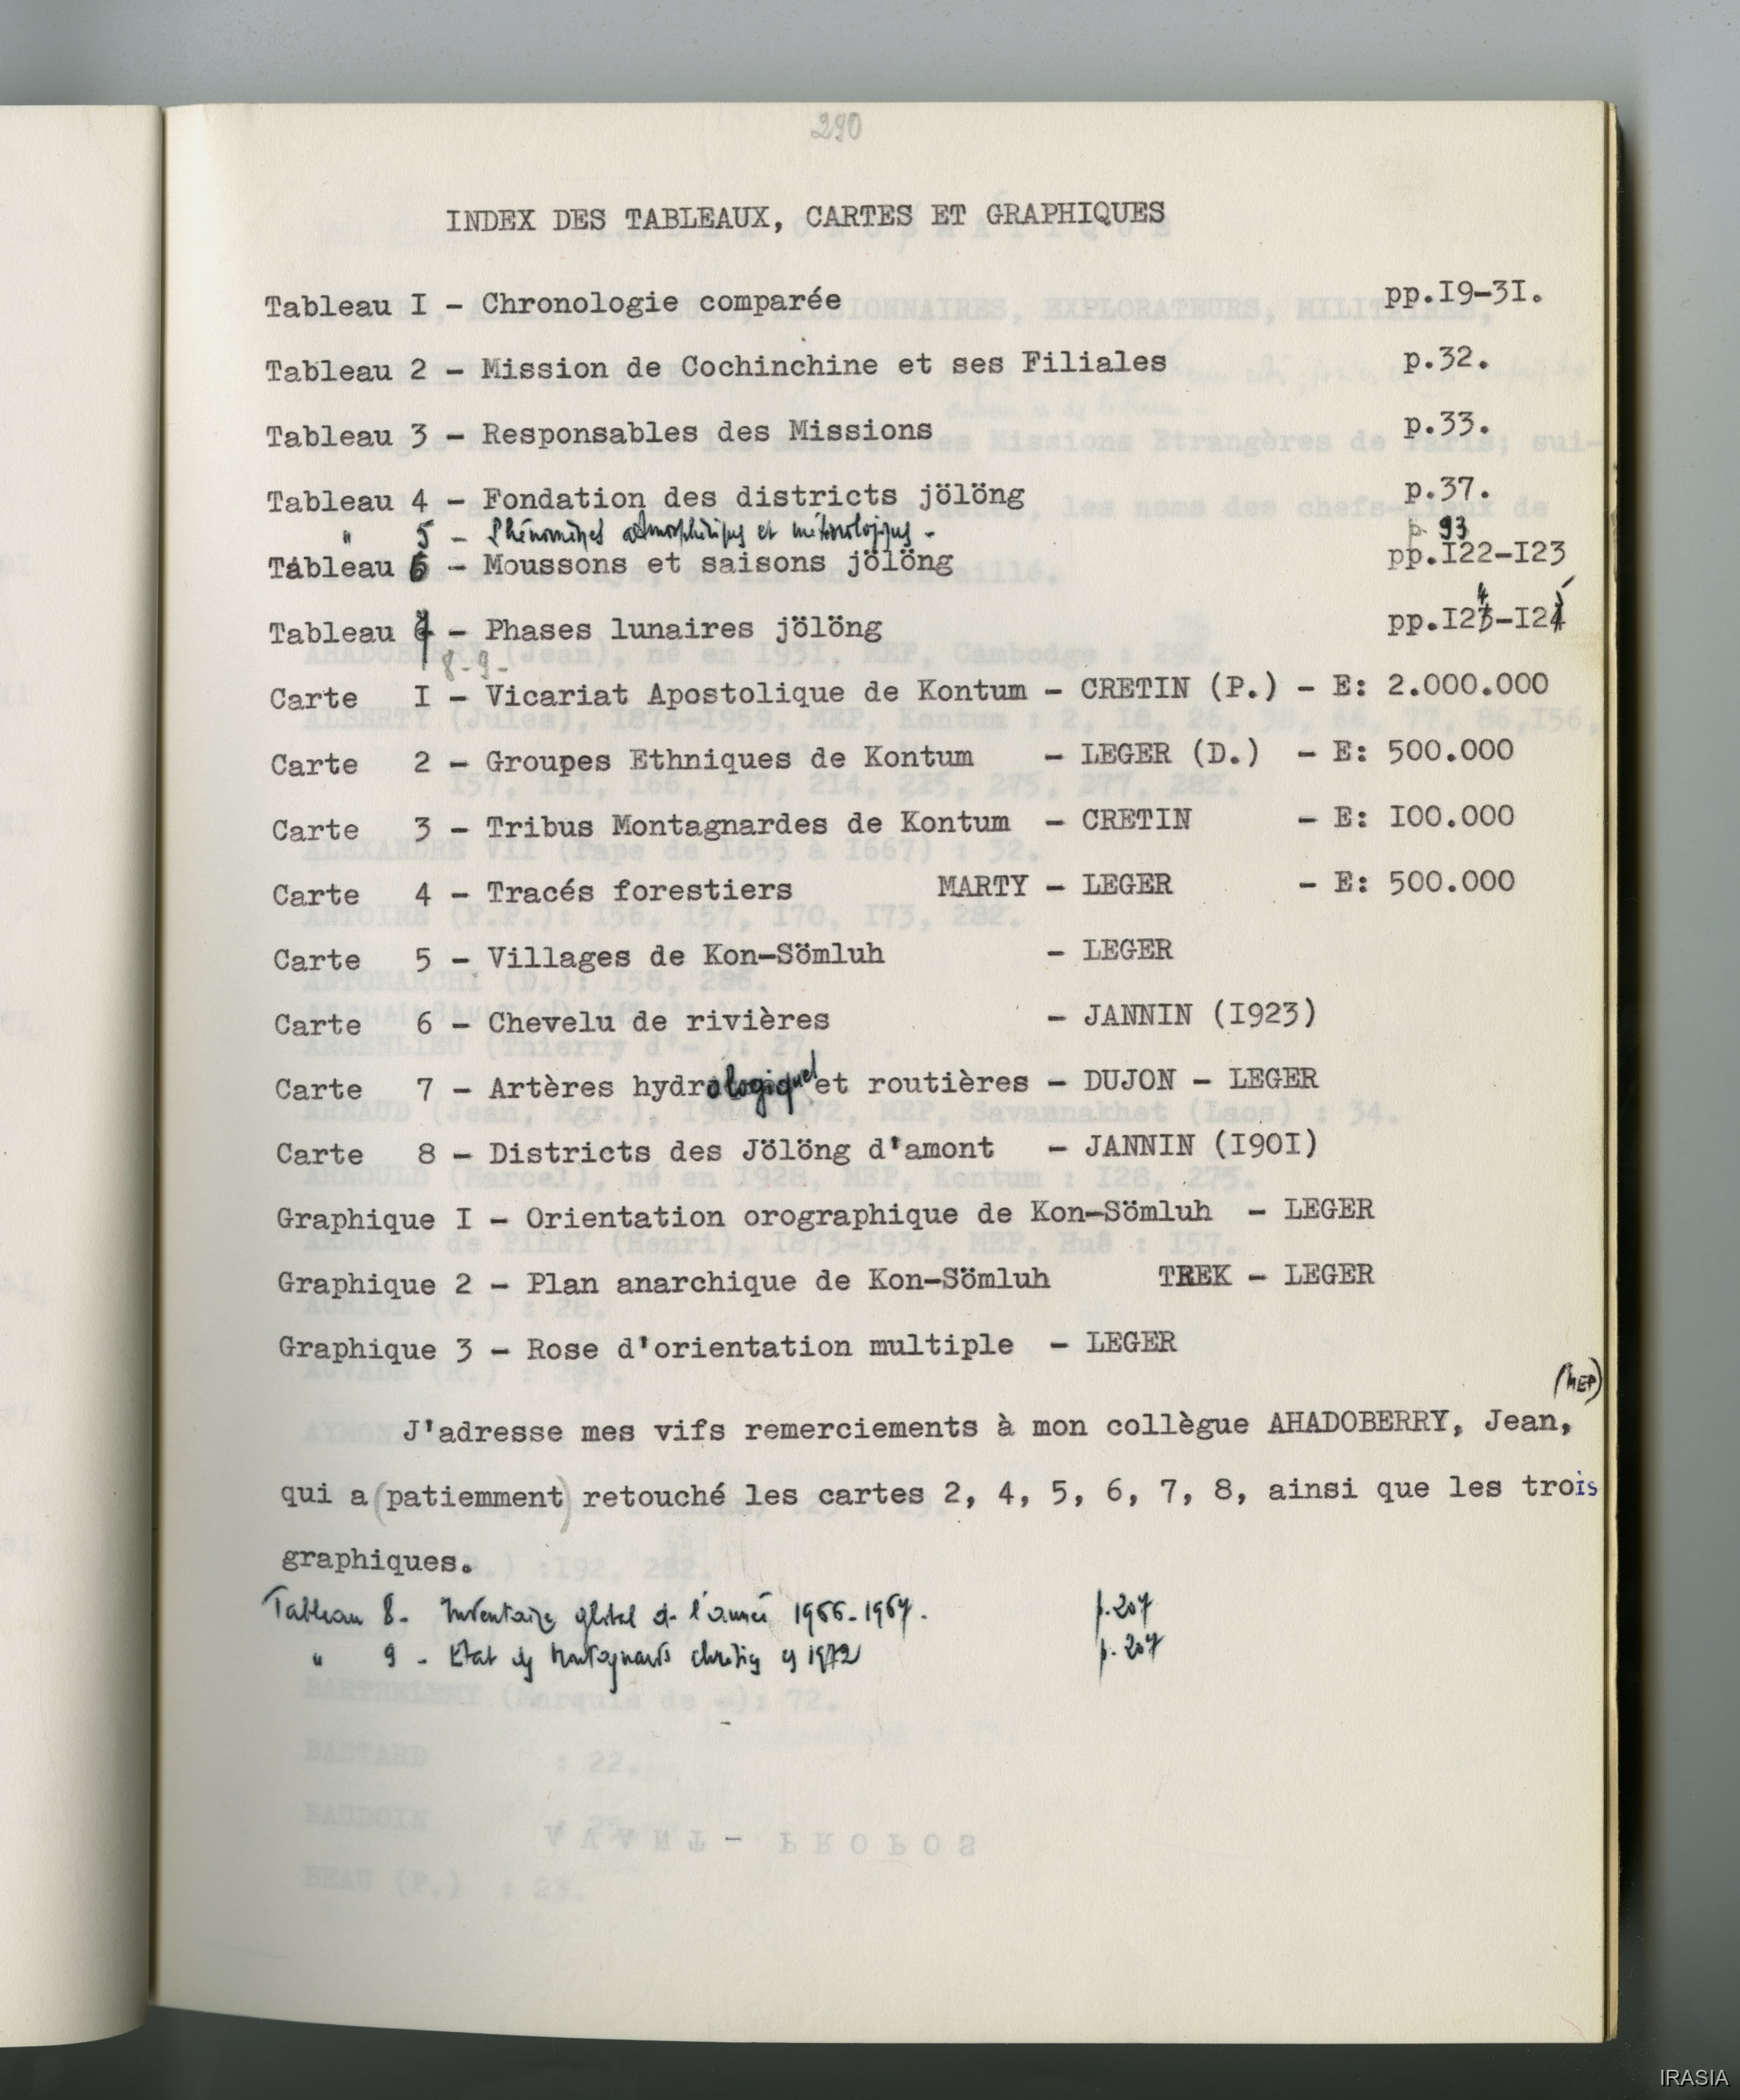 290
INDEX DES TABLEAUX, CARTES ET GRAPHIQUES
Tableau I - Chronologie comparée pp.I9-3I.
Tableau 2 - Mission de Cochinchine et ses Filiales p.32.
Tableau 3 - Responsables des Missions p.33.
Tableau 4 - Fondation des districts jölöng p.37.
" 5 - Phénomènes atmosphériques et météorologiques - p. 93
Tableau 6 - Moussons et saisons jölöng pp.I22-I23
Tableau 7 - Phases lunaires jölöng pp.I24-I25
8-9-
Carte I - Vicariat Apostolique de Kontum - CRETIN (P.) - E: 2.000.000
Carte 2 - Groupes Ethniques de Kontum - LEGER (D.) - E: 500.000
Carte 3 - Tribus Montagnardes de Kontum - CRETIN - E: I00.000
Carte 4 - Tracés forestiers MARTY - LEGER - E: 500.000
Carte 5 - Villages de Kon-Sömluh - LEGER
Carte 6 - Chevelu de rivières - JANNIN (I923)
Carte 7 - Artères hydrologiques et routières - DUJON - LEGER
Carte 8 - Districts des Jölöng d'amont - JANNIN (I90I)
Graphique I - Orientation orographique de Kon-Sömluh - LEGER
Graphique 2 - Plan anarchique de Kon-Sömluh TREK - LEGER
Graphique 3 - Rose d'orientation multiple - LEGER
(MEP)
J'adresse mes vifs remerciements à mon collègue AHADOBERRY, Jean,
qui a (patiemment) retouché les cartes 2, 4, 5, 6, 7, 8, ainsi que les trois
graphiques.
Tableau 8- Inventaire global de l'année 1966-1967. p.207
" 9 - Etat des Montagnards chrétiens en 1972 p.207
IRASIA